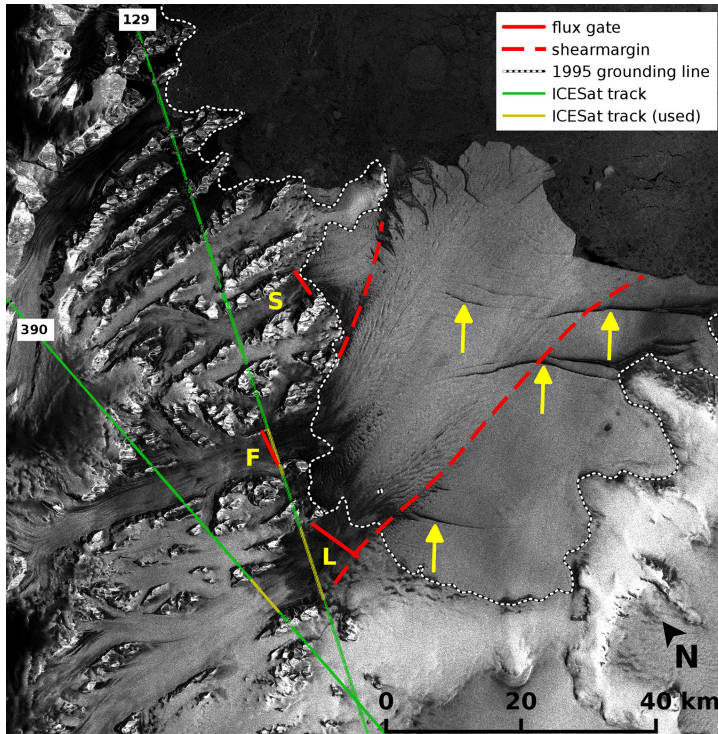 129
flux gate
shearmargin
1995 grounding line
ICESat track
ICESat track (used)
S
390
F
L
N
0 20 40 km